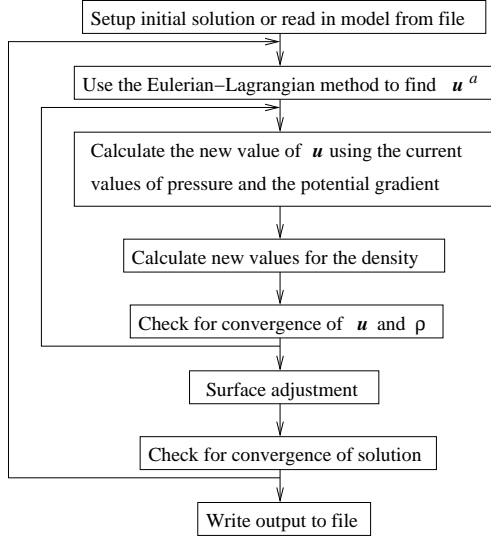 Setup initial solution or read in model from file
Use the Eulerian−Lagrangian method to find u a
Calculate the new value of u using the current
values of pressure and the potential gradient
Calculate new values for the density
Check for convergence of u and ρ
Surface adjustment
Check for convergence of solution
Write output to file